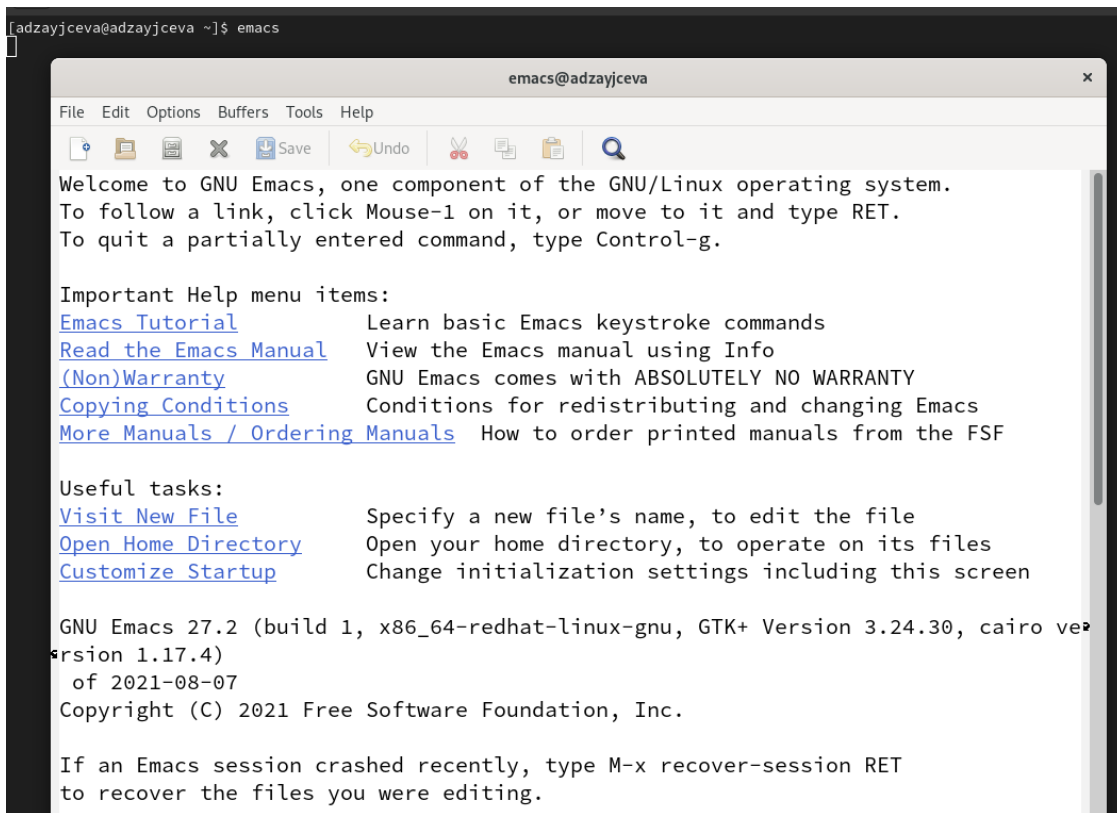 [adzayjceva@adzayjceva ~]$ emacs
emacs@adzayjceva
File Edit Options Buffers Tools Help
Save Undo
Welcome to GNU Emacs, one component of the GNU/Linux operating system.
To follow a link, click Mouse-1 on it, or move to it and type RET.
To quit a partially entered command, type Control-g.
Important Help menu items:
Emacs Tutorial Learn basic Emacs keystroke commands
Read the Emacs Manual View the Emacs manual using Info
(Non)Warranty GNU Emacs comes with ABSOLUTELY NO WARRANTY
Copying Conditions Conditions for redistributing and changing Emacs
More Manuals / Ordering Manuals How to order printed manuals from the FSF
Useful tasks:
Visit New File Specify a new file’s name, to edit the file
Open Home Directory Open your home directory, to operate on its files
Customize Startup Change initialization settings including this screen
GNU Emacs 27.2 (build 1, x86_64-redhat-linux-gnu, GTK+ Version 3.24.30, cairo ve
rsion 1.17.4)
of 2021-08-07
Copyright (C) 2021 Free Software Foundation, Inc.
If an Emacs session crashed recently, type M-x recover-session RET
to recover the files you were editing.